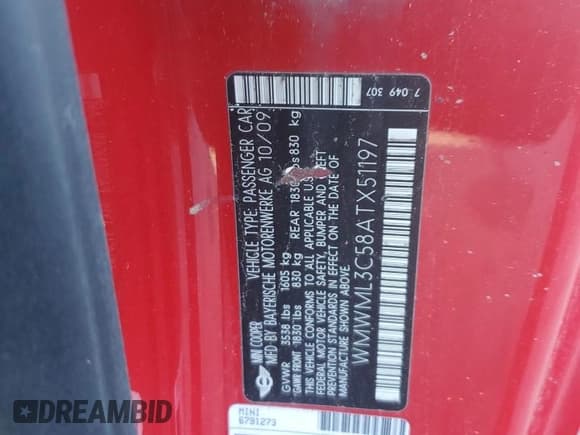 MINI COOPER
VEHICLE TYPE: PASSENGER CAR
MFD BY BAYERISCHE MOTORENWERKE AG 10/09
GVWR 3538 lbs 1605 kg
GAWR FRONT 1830 lbs 830 kg REAR 1830 lbs 830 kg
THIS VEHICLE CONFORMS TO ALL APPLICABLE U.S.
FEDERAL MOTOR VEHICLE SAFETY, BUMPER AND THEFT
PREVENTION STANDARDS IN EFFECT ON THE DATE OF
MANUFACTURE SHOWN ABOVE.
WMWML3C58ATX51197
7 049 307
MINI
6791273
DREAMBID